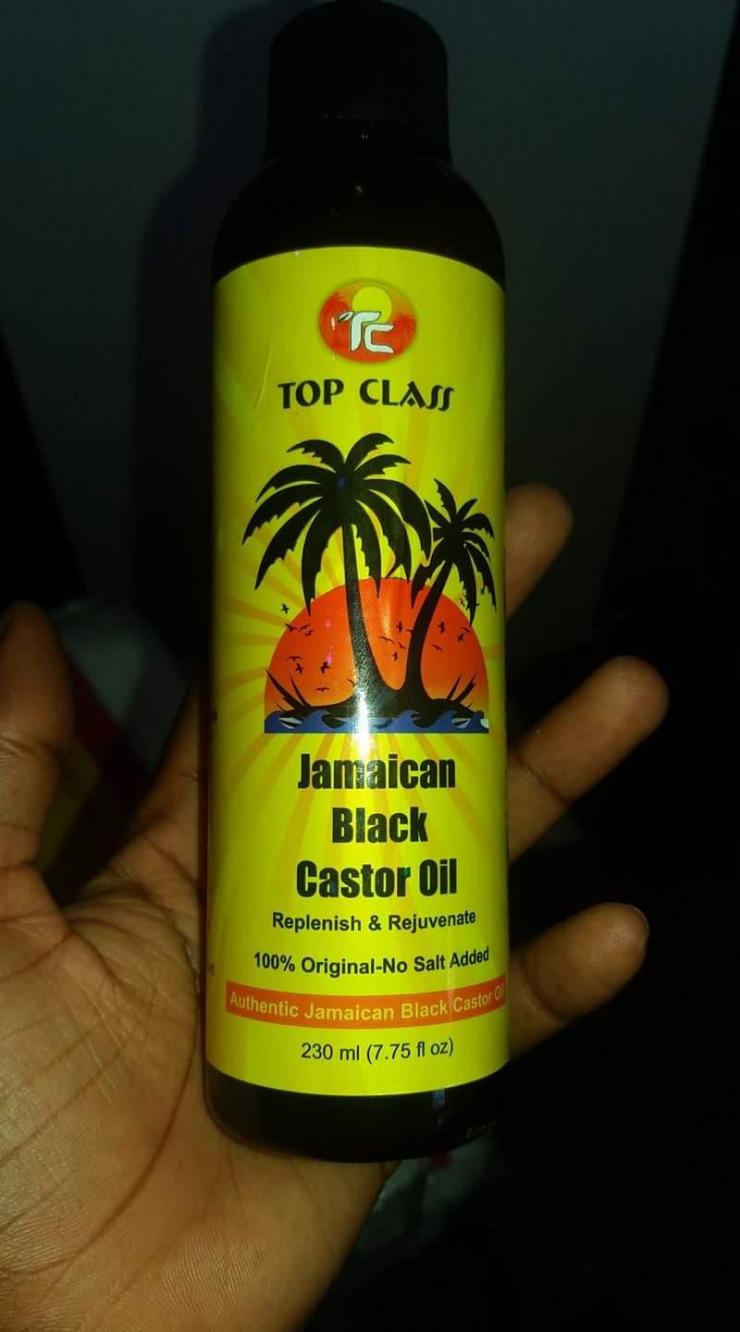 TC
TOP CLASS
Jamaican
Black
Castor Oil
Replenish & Rejuvenate
100% Original-No Salt Added
Authentic Jamaican Black Castor Oil
230 ml (7.75 fl oz)